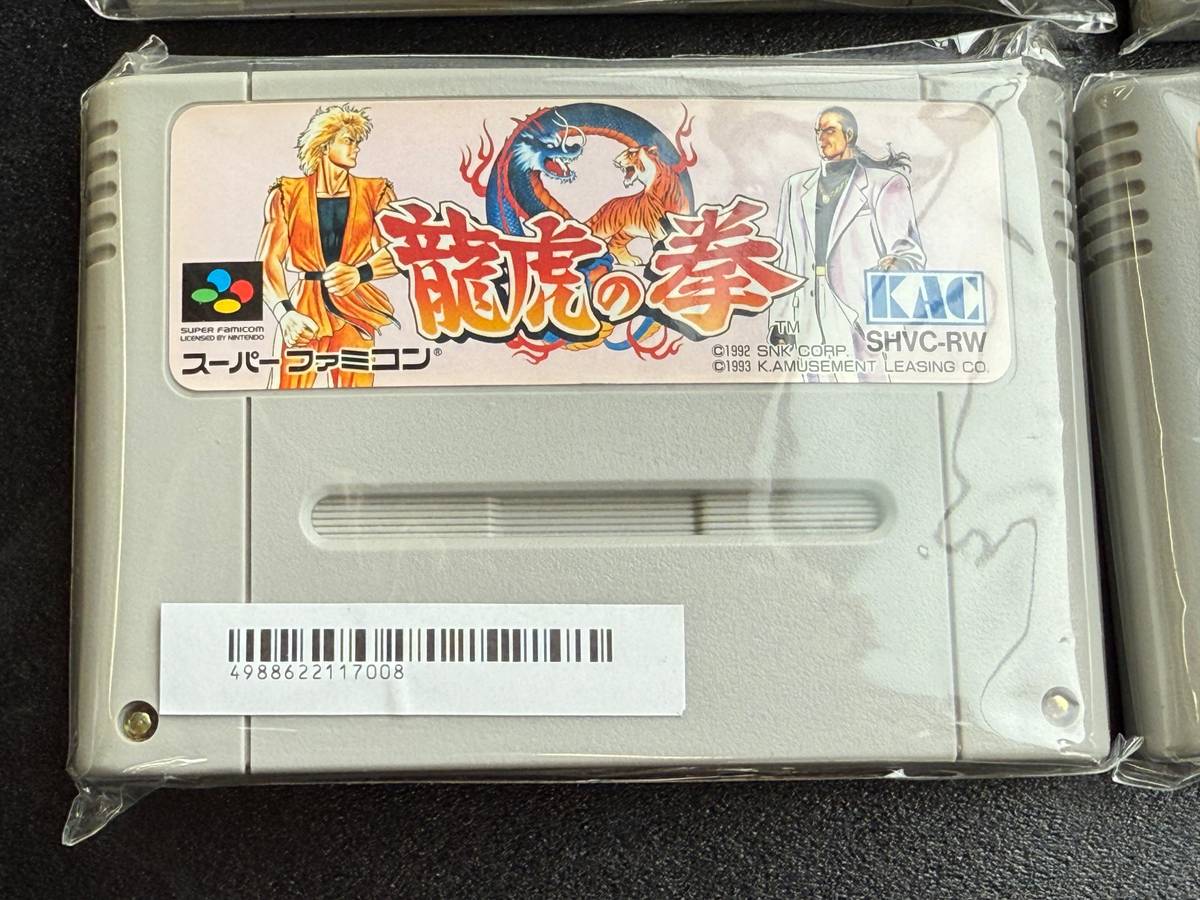 龍虎の拳
TM
SUPER FAMICOM
LICENSED BY NINTENDO
スーパーファミコン®
KAC
SHVC-RW
©1992 SNK CORP.
©1993 K.AMUSEMENT LEASING CO.
4988622117008